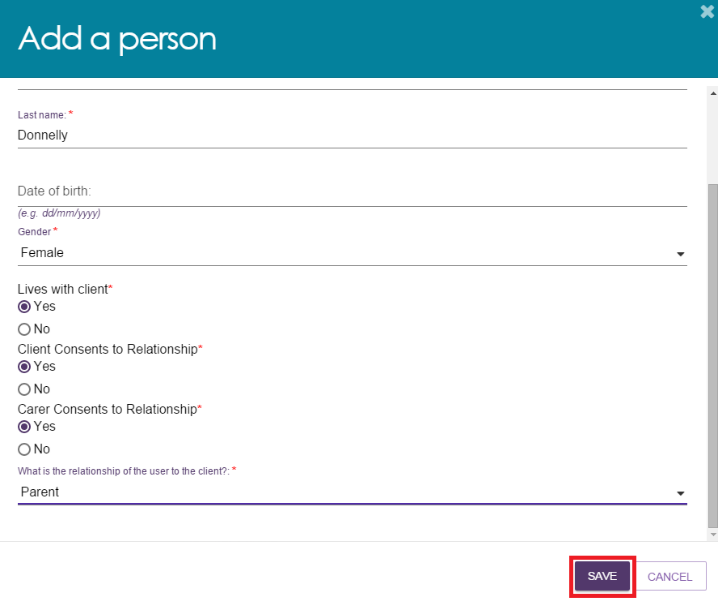 Add a person
Last name: *
Donnelly
Date of birth:
(e.g. dd/mm/yyyy)
Gender *
Female
Lives with client*
Yes
No
Client Consents to Relationship*
Yes
No
Carer Consents to Relationship*
Yes
No
What is the relationship of the user to the client?: *
Parent
SAVE CANCEL